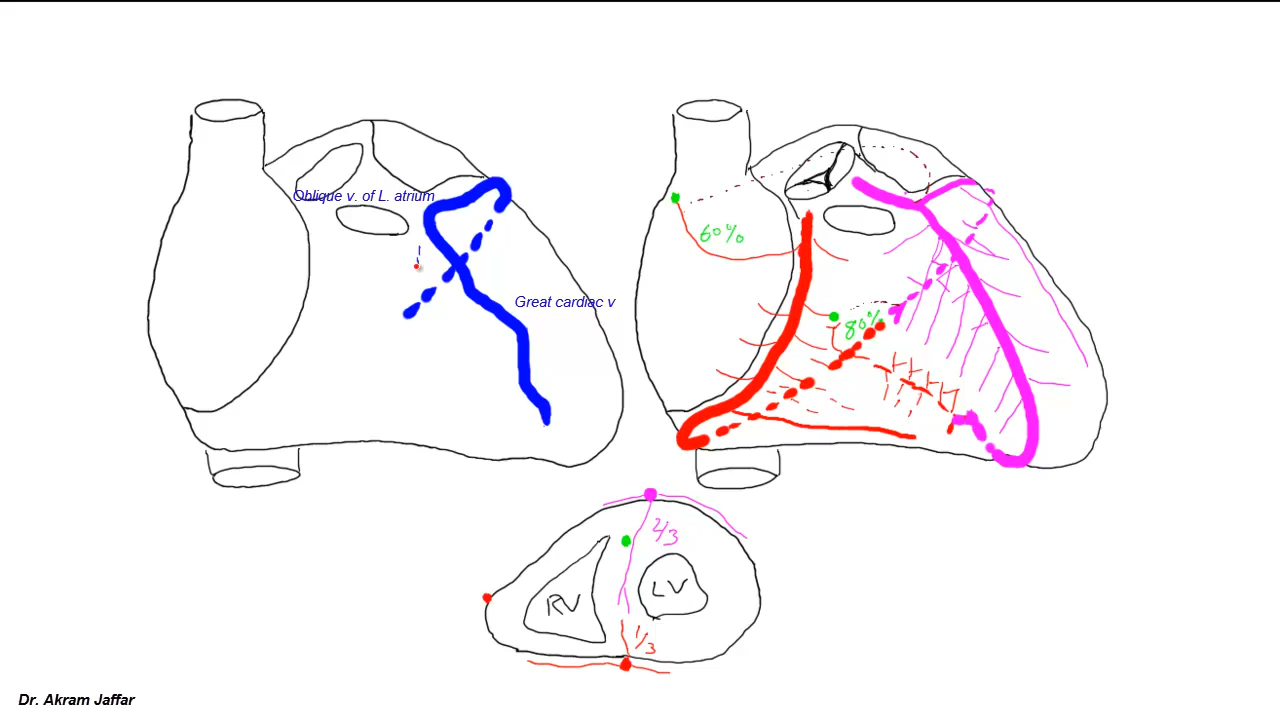 Oblique v. of L. atrium
Great cardiac v
60%
80%
2/3
RV
LV
1/3
Dr. Akram Jaffar